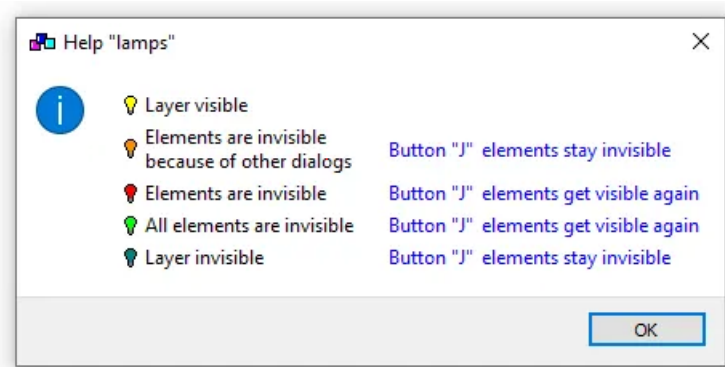 Help "lamps"
Layer visible
Elements are invisible
because of other dialogs
Button "J" elements stay invisible
Elements are invisible
Button "J" elements get visible again
All elements are invisible
Button "J" elements get visible again
Layer invisible
Button "J" elements stay invisible
OK